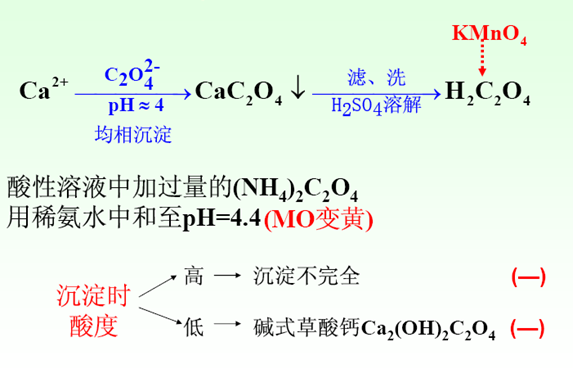 KMnO₄
Ca²⁺ C₂O₄²⁻ pH≈4 均相沉淀 CaC₂O₄↓ 滤、洗 H₂SO₄溶解 H₂C₂O₄
酸性溶液中加过量的(NH₄)₂C₂O₄
用稀氨水中和至pH=4.4(MO变黄)
沉淀时
酸度
高 → 沉淀不完全 (—)
低 → 碱式草酸钙Ca₂(OH)₂C₂O₄ (—)